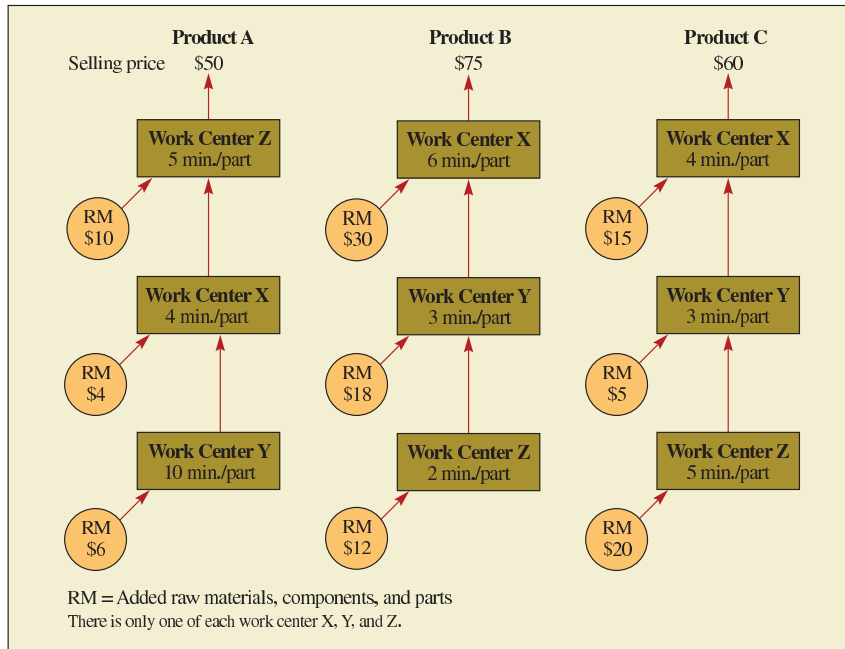 Product A Product B Product C
Selling price $50 $75 $60
Work Center Z Work Center X Work Center X
5 min./part 6 min./part 4 min./part
RM RM RM
$10 $30 $15
Work Center X Work Center Y Work Center Y
4 min./part 3 min./part 3 min./part
RM RM RM
$4 $18 $5
Work Center Y Work Center Z Work Center Z
10 min./part 2 min./part 5 min./part
RM RM RM
$6 $12 $20
RM = Added raw materials, components, and parts
There is only one of each work center X, Y, and Z.